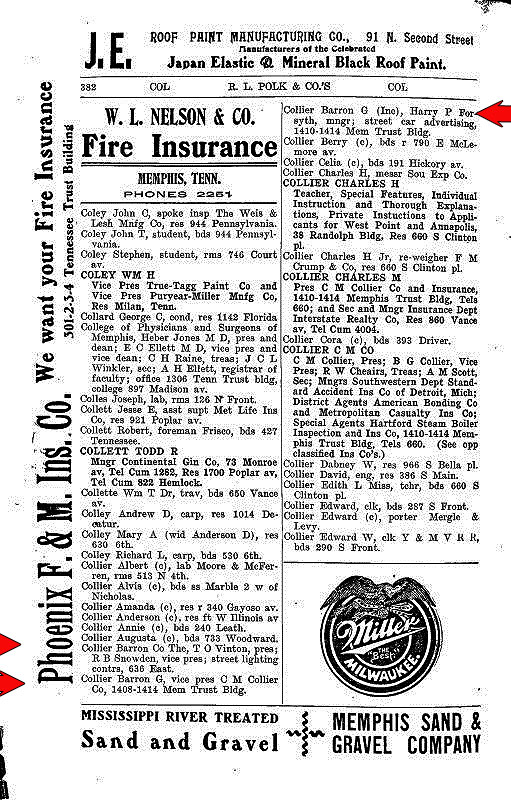 J.E.
ROOF PAINT MANUFACTURING CO., 91 N. Second Street
Manufacturers of the Celebrated
Japan Elastic & Mineral Black Roof Paint.
382 COL R. L. POLK & CO.'S COL
Phoenix F. & M. Ins. Co. We want your Fire Insurance
301-2-3-4 Tennessee Trust Building
W. L. NELSON & CO.
Fire Insurance
MEMPHIS, TENN.
PHONES 2251
Coley John C, spoke insp The Weis &
Lesh Mnfg Co, res 944 Pennsylvania.
Coley John T, student, bds 944 Pennsyl-
vania.
Coley Stephen, student, rms 746 Court
av.
COLEY WM H
Vice Pres True-Tagg Paint Co and
Vice Pres Puryear-Miller Mnfg Co,
Res Milan, Tenn.
Collard George C, cond, res 1142 Florida
College of Physicians and Surgeons of
Memphis, Heber Jones M D, pres and
dean; E C Ellett M D, vice pres and
vice dean; C H Raine, treas; J C L
Winkler, sec; A H Ellett, registrar of
faculty; office 1306 Tenn Trust bldg,
college 897 Madison av.
Colles Joseph, lab, rms 126 N Front.
Collett Jesse E, asst supt Met Life Ins
Co, res 921 Poplar av.
Collett Robert, foreman Frisco, bds 427
Tennessee.
COLLETT TODD R
Mngr Continental Gin Co, 73 Monroe
av, Tel Cum 1282, Res 1700 Poplar av,
Tel Cum 822 Hemlock.
Collette Wm T Dr, trav, bds 650 Vance
av.
Colley Andrew D, carp, res 1014 De-
catur.
Colley Mary A (wid Anderson D), res
630 6th.
Colley Richard L, carp, bds 530 6th.
Collier Albert (c), lab Moore & McFer-
ren, rms 513 N 4th.
Collier Alvis (c), bds ss Marble 2 w of
Nicholas.
Collier Amanda (c), res r 340 Gayoso av.
Collier Anderson (c), res ft W Illinois av
Collier Annie (c), bds 240 Leath.
Collier Augusta (c), bds 733 Woodward.
Collier Barron Co The, T O Vinton, pres;
R B Snowden, vice pres; street lighting
contrs, 636 East.
Collier Barron G, vice pres C M Collier
Co, 1408-1414 Mem Trust Bldg.
Collier Barron G (Inc), Harry P For-
syth, mngr; street car advertising,
1410-1414 Mem Trust Bldg.
Collier Berry (c), bds r 790 E McLe-
more av.
Collier Celia (c), bds 191 Hickory av.
Collier Charles H, messr Sou Exp Co.
COLLIER CHARLES H
Teacher, Special Features, Individual
Instruction and Thorough Explana-
tions, Private Instuctions to Appli-
cants for West Point and Annapolis,
38 Randolph Bldg, Res 660 S Clinton
pl.
Collier Charles H Jr, re-weigher F M
Crump & Co, res 660 S Clinton pl.
COLLIER CHARLES M
Pres C M Collier Co and Insurance,
1410-1414 Memphis Trust Bldg, Tels
660; and Sec and Mngr Insurance Dept
Interstate Realty Co, Res 860 Vance
av, Tel Cum 4004.
Collier Cora (c), bds 393 Driver.
COLLIER C M CO
C M Collier, Pres; B G Collier, Vice
Pres; R W Cheairs, Treas; A M Scott,
Sec; Mngrs Southwestern Dept Stand-
ard Accident Ins Co of Detroit, Mich;
District Agents American Bonding Co
and Metropolitan Casualty Ins Co;
Special Agents Hartford Steam Boiler
Inspection and Ins Co, 1410-1414 Mem-
phis Trust Bldg, Tels 660. (See opp
classified Ins Co's.)
Collier Dabney W, res 966 S Bella pl.
Collier David, eng, res 386 S Main.
Collier Edith L Miss, tchr, bds 660 S
Clinton pl.
Collier Edward, clk, bds 287 S Front.
Collier Edward (c), porter Mergle &
Levy.
Collier Edward W, clk Y & M V R R,
bds 290 S Front.
Miller
THE "Best"
MILWAUKEE
MISSISSIPPI RIVER TREATED
Sand and Gravel
MEMPHIS SAND &
GRAVEL COMPANY